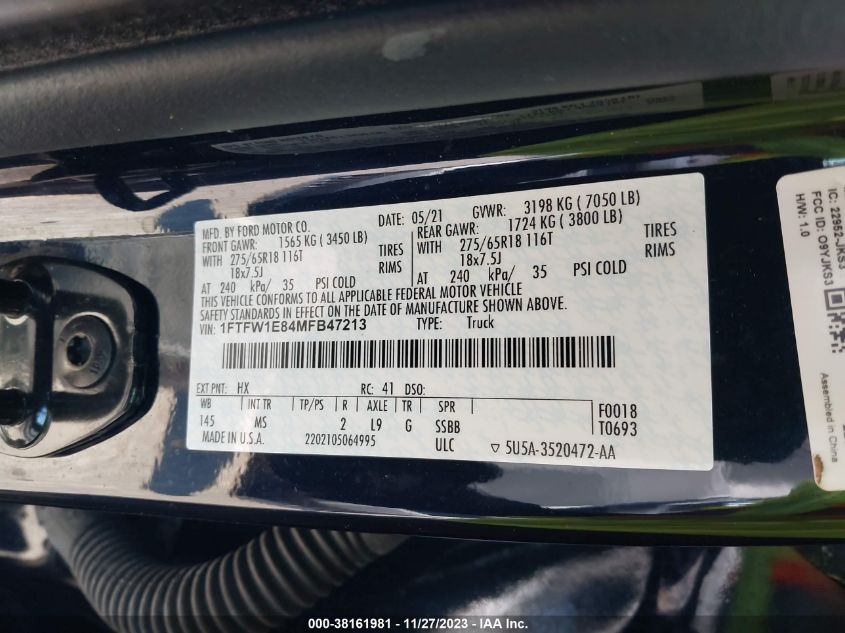 MFD. BY FORD MOTOR CO.
DATE: 05/21 GVWR: 3198 KG ( 7050 LB)
FRONT GAWR: 1565 KG ( 3450 LB) REAR GAWR: 1724 KG ( 3800 LB)
WITH 275/65R18 116T TIRES WITH 275/65R18 116T TIRES
18x7.5J RIMS 18x7.5J RIMS
AT 240 kPa/ 35 PSI COLD AT 240 kPa/ 35 PSI COLD
THIS VEHICLE CONFORMS TO ALL APPLICABLE FEDERAL MOTOR VEHICLE
SAFETY STANDARDS IN EFFECT ON THE DATE OF MANUFACTURE SHOWN ABOVE.
VIN: 1FTFW1E84MFB47213 TYPE: Truck
EXT PNT: HX RC: 41 DSO:
WB INT TR TP/PS R AXLE TR SPR F0018
145 MS 2 L9 G SSBB T0693
MADE IN U.S.A. 2202105064995 ULC ▽ 5U5A-3520472-AA
IC: 22952-JKS3
FCC ID: O9YJKS3
H/W: 1.0
Assembled in China
000-38161981 - 11/27/2023 - IAA Inc.